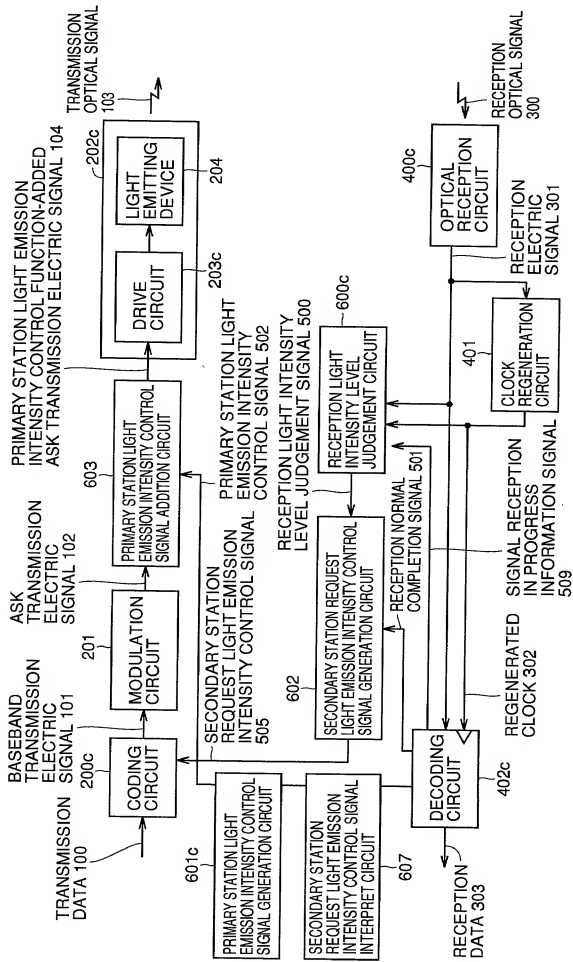 TRANSMISSION
DATA 100
BASEBAND
TRANSMISSION
ELECTRIC
SIGNAL 101
200c
CODING
CIRCUIT
201
MODULATION
CIRCUIT
ASK
TRANSMISSION
ELECTRIC
SIGNAL 102
603
PRIMARY STATION LIGHT
EMISSION INTENSITY CONTROL
SIGNAL ADDITION CIRCUIT
PRIMARY STATION LIGHT EMISSION
INTENSITY CONTROL FUNCTION-ADDED
ASK TRANSMISSION ELECTRIC SIGNAL 104
202c
DRIVE
CIRCUIT
203c
LIGHT
EMITTING
DEVICE
204
TRANSMISSION
OPTICAL SIGNAL
103
SECONDARY STATION
REQUEST LIGHT EMISSION
INTENSITY CONTROL SIGNAL
505
PRIMARY STATION LIGHT
EMISSION INTENSITY
CONTROL SIGNAL 502
601c
PRIMARY STATION LIGHT
EMISSION INTENSITY CONTROL
SIGNAL GENERATION CIRCUIT
SECONDARY STATION
REQUEST LIGHT EMISSION
INTENSITY CONTROL SIGNAL
INTERPRET CIRCUIT
607
602
SECONDARY STATION REQUEST
LIGHT EMISSION INTENSITY CONTROL
SIGNAL GENERATION CIRCUIT
RECEPTION LIGHT INTENSITY
LEVEL JUDGEMENT SIGNAL 500
600c
RECEPTION LIGHT
INTENSITY LEVEL
JUDGEMENT CIRCUIT
RECEPTION NORMAL
COMPLETION SIGNAL 501
400c
OPTICAL
RECEPTION
CIRCUIT
RECEPTION
OPTICAL SIGNAL
300
RECEPTION
ELECTRIC
SIGNAL 301
401
CLOCK
REGENERATION
CIRCUIT
SIGNAL RECEPTION
IN PROGRESS
INFORMATION SIGNAL
509
REGENERATED
CLOCK 302
DECODING
CIRCUIT
402c
RECEPTION
DATA 303